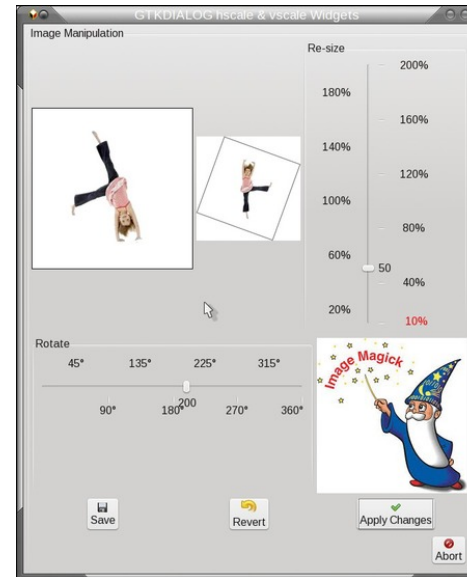 GTKDIALOG hscale & vscale Widgets
Image Manipulation
Re-size
200%
180%
160%
140%
120%
100%
80%
60%
50
40%
20%
10%
Rotate
45° 135° 225° 315°
200
90° 180° 270° 360°
Image Magick
Save
Revert
Apply Changes
Abort